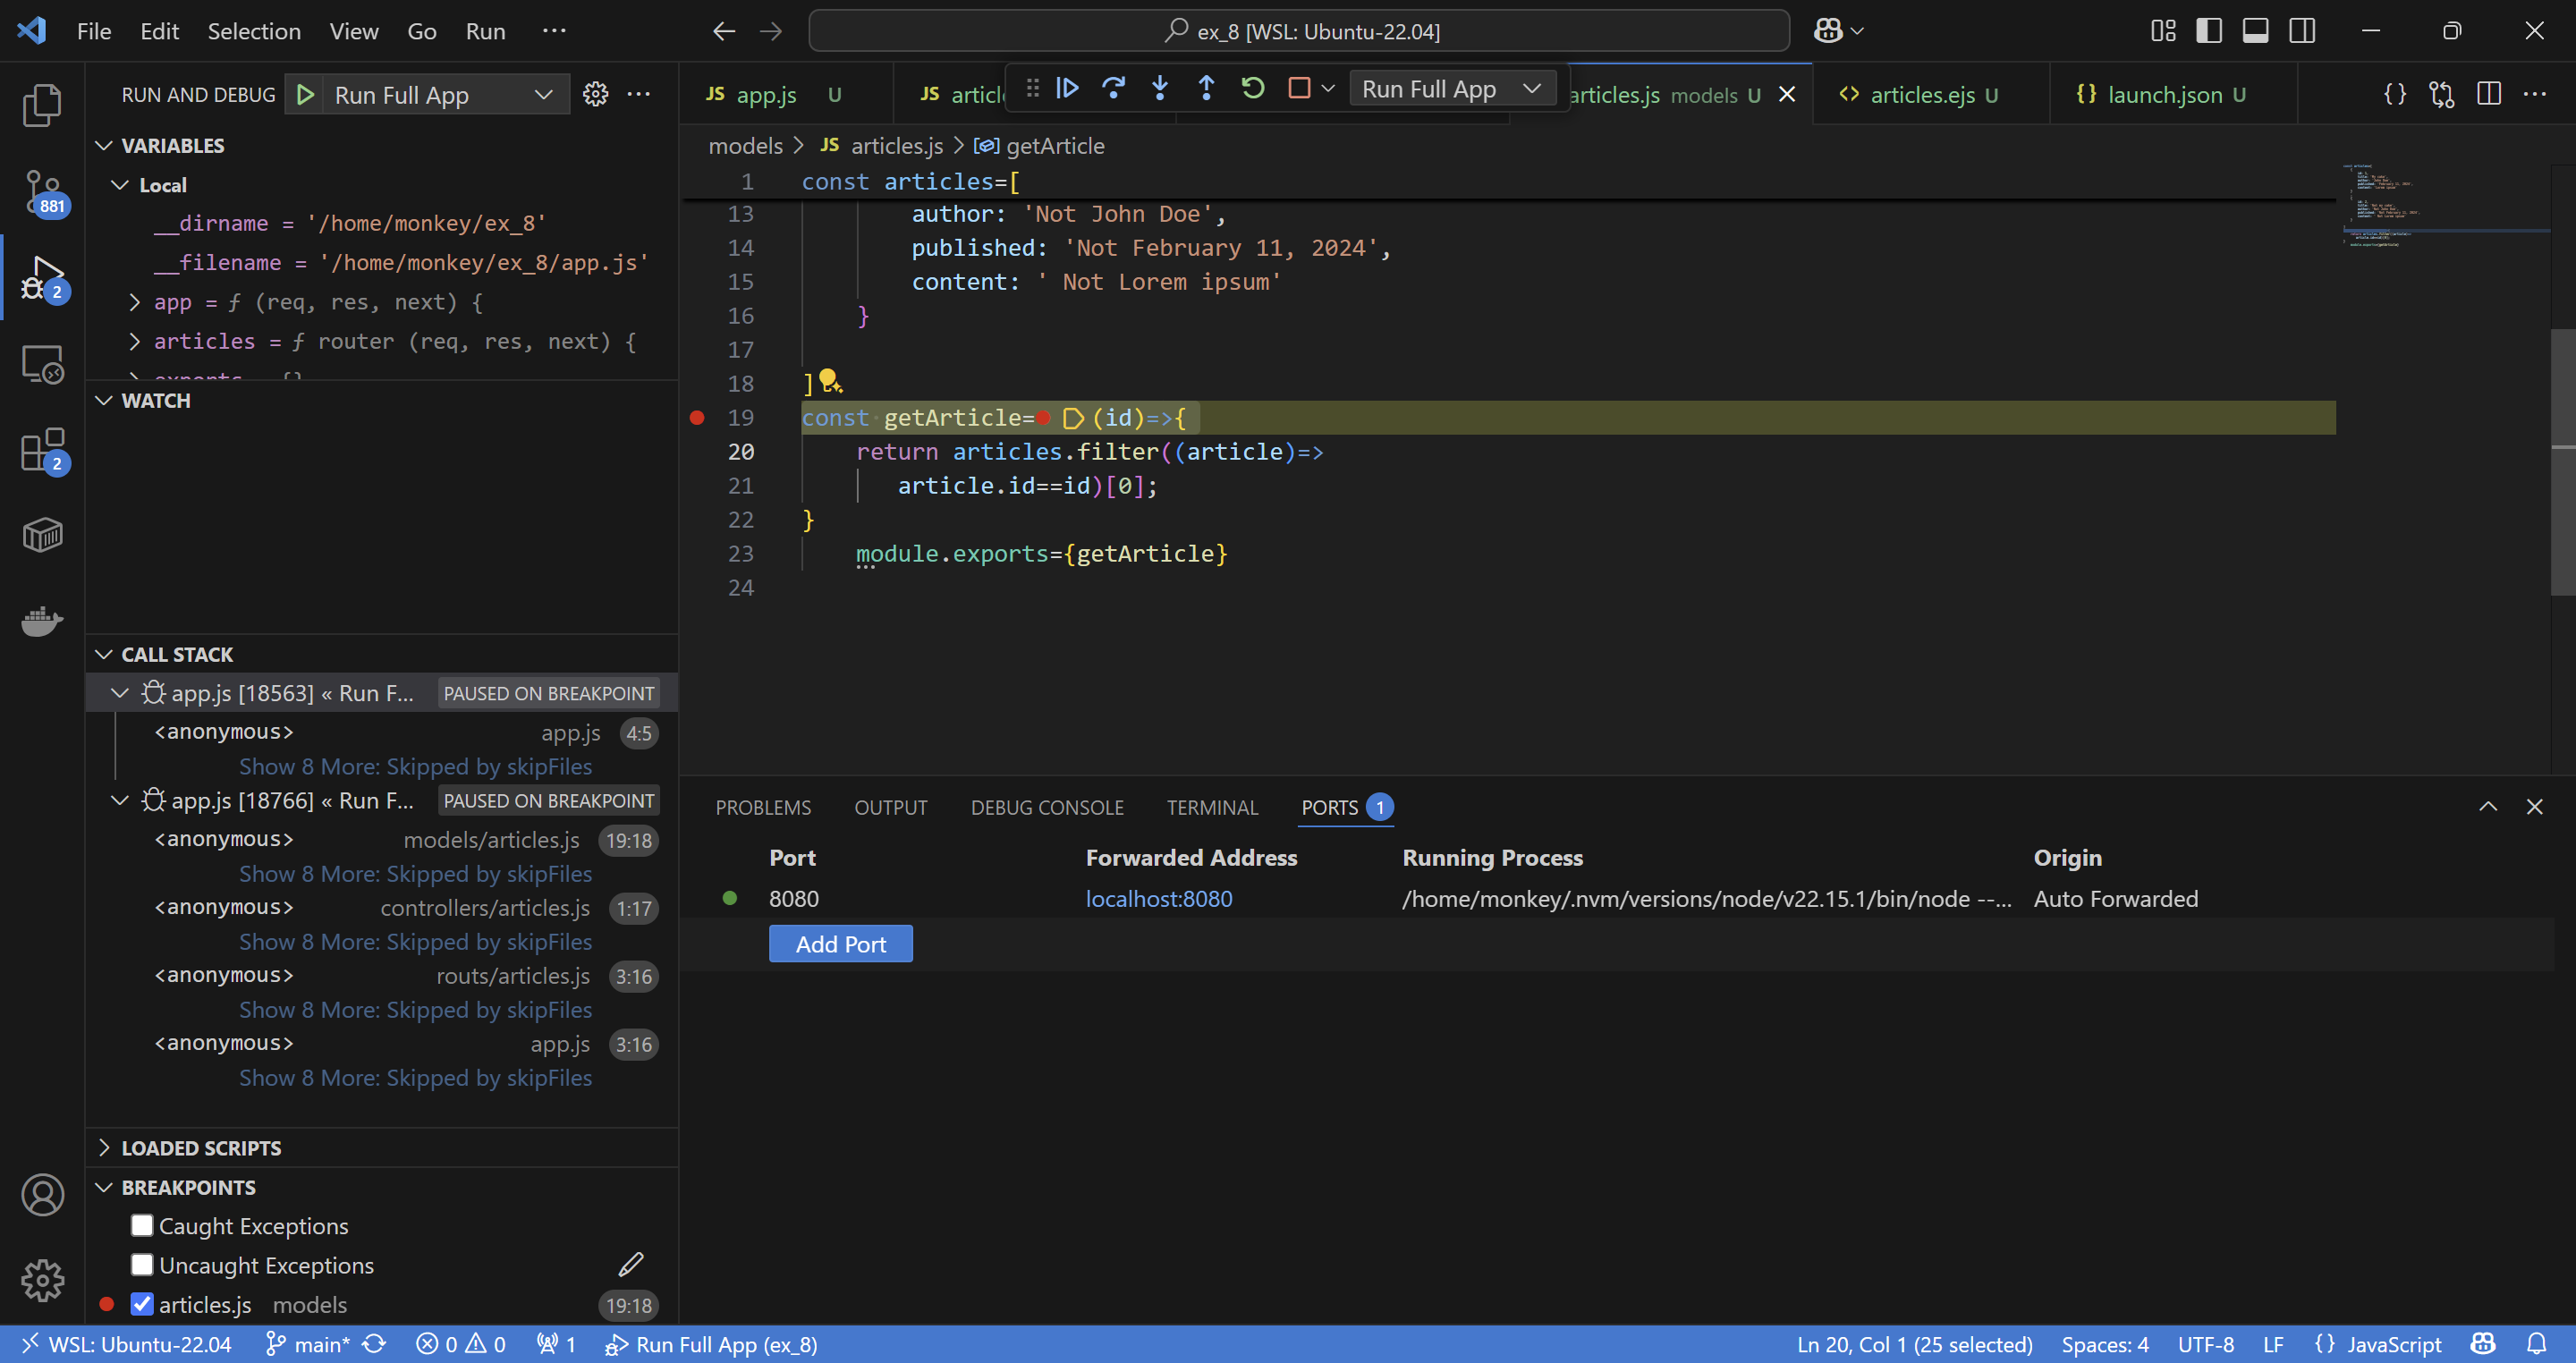 File Edit Selection View Go Run ···
ex_8 [WSL: Ubuntu-22.04]
RUN AND DEBUG Run Full App
VARIABLES
Local
__dirname = '/home/monkey/ex_8'
__filename = '/home/monkey/ex_8/app.js'
app = ƒ (req, res, next) {
articles = ƒ router (req, res, next) {
exports = {}
WATCH
CALL STACK
app.js [18563] « Run F... PAUSED ON BREAKPOINT
<anonymous> app.js 4:5
Show 8 More: Skipped by skipFiles
app.js [18766] « Run F... PAUSED ON BREAKPOINT
<anonymous> models/articles.js 19:18
Show 8 More: Skipped by skipFiles
<anonymous> controllers/articles.js 1:17
Show 8 More: Skipped by skipFiles
<anonymous> routs/articles.js 3:16
Show 8 More: Skipped by skipFiles
<anonymous> app.js 3:16
Show 8 More: Skipped by skipFiles
LOADED SCRIPTS
BREAKPOINTS
Caught Exceptions
Uncaught Exceptions
articles.js models 19:18
881
2
2
JS app.js U JS articl Run Full App articles.js models U <> articles.ejs U {} launch.json U {}
models > JS articles.js > getArticle
1 const articles=[
13 author: 'Not John Doe',
14 published: 'Not February 11, 2024',
15 content: ' Not Lorem ipsum'
16 }
17
18 ]
19 const getArticle= (id)=>{
20 return articles.filter((article)=>
21 article.id==id)[0];
22 }
23 module.exports={getArticle}
24
PROBLEMS OUTPUT DEBUG CONSOLE TERMINAL PORTS 1
Port Forwarded Address Running Process Origin
8080 localhost:8080 /home/monkey/.nvm/versions/node/v22.15.1/bin/node --... Auto Forwarded
Add Port
WSL: Ubuntu-22.04 main* 0 0 1 Run Full App (ex_8) Ln 20, Col 1 (25 selected) Spaces: 4 UTF-8 LF {} JavaScript